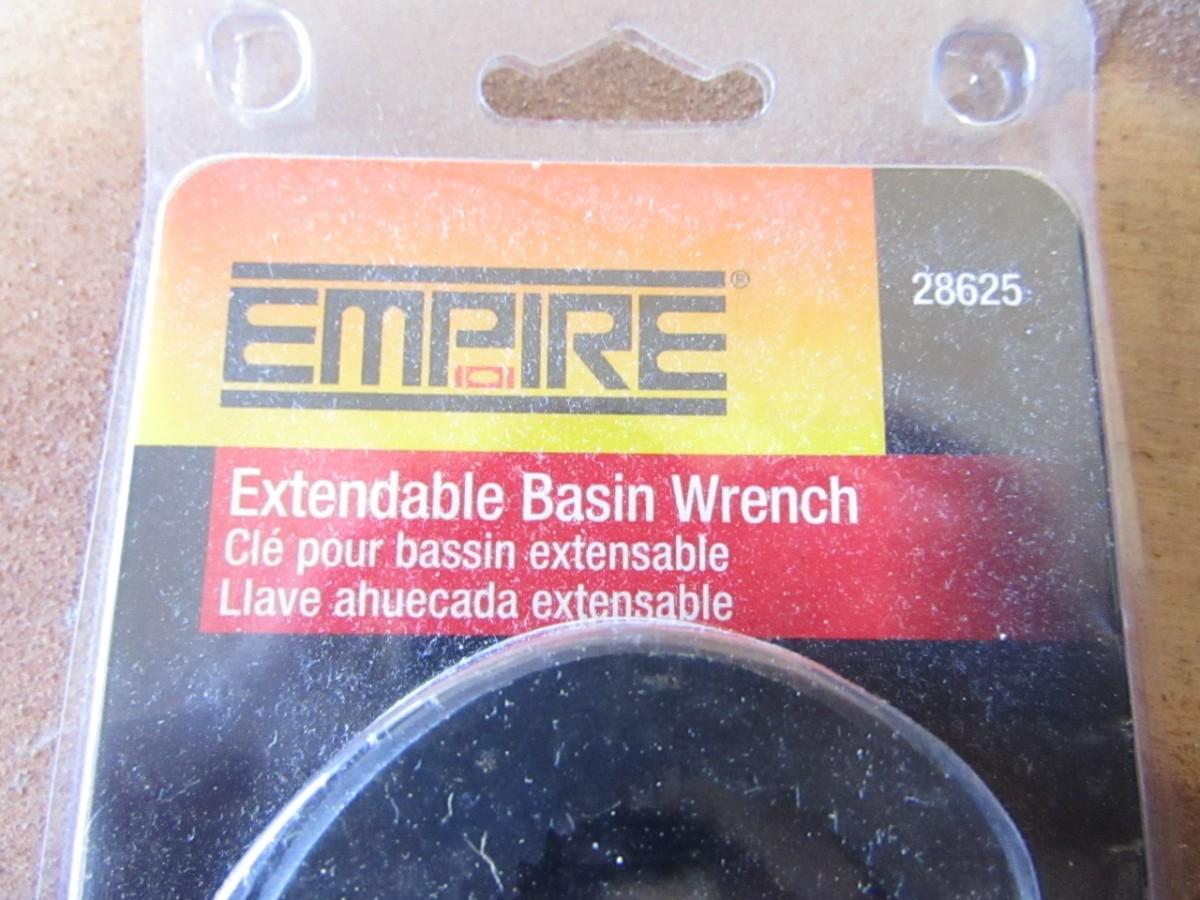 EMPIRE®
28625
Extendable Basin Wrench
Clé pour bassin extensable
Llave ahuecada extensable